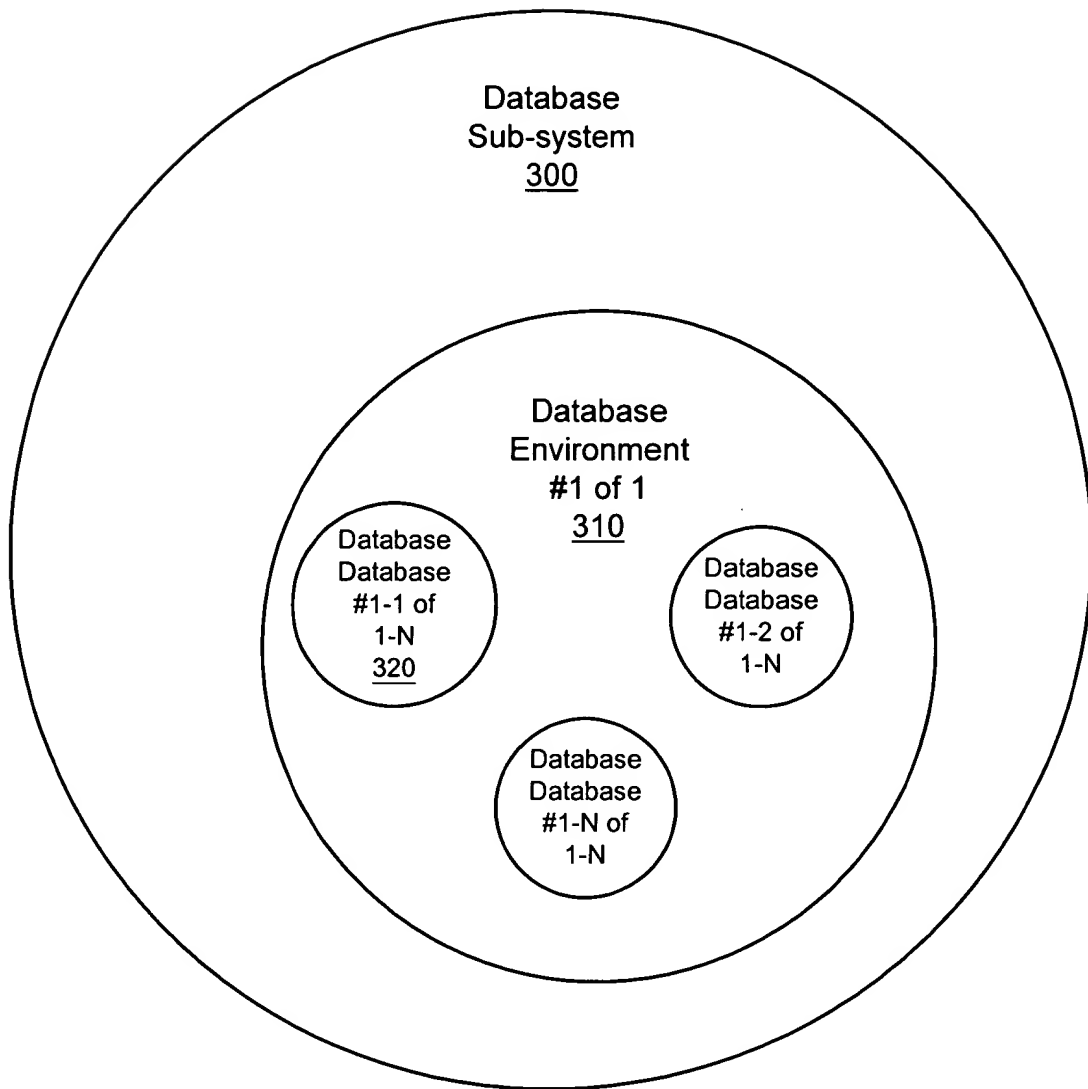 Database
Sub-system
300
Database
Environment
#1 of 1
310
Database
Database
#1-1 of
1-N
320
Database
Database
#1-2 of
1-N
Database
Database
#1-N of
1-N